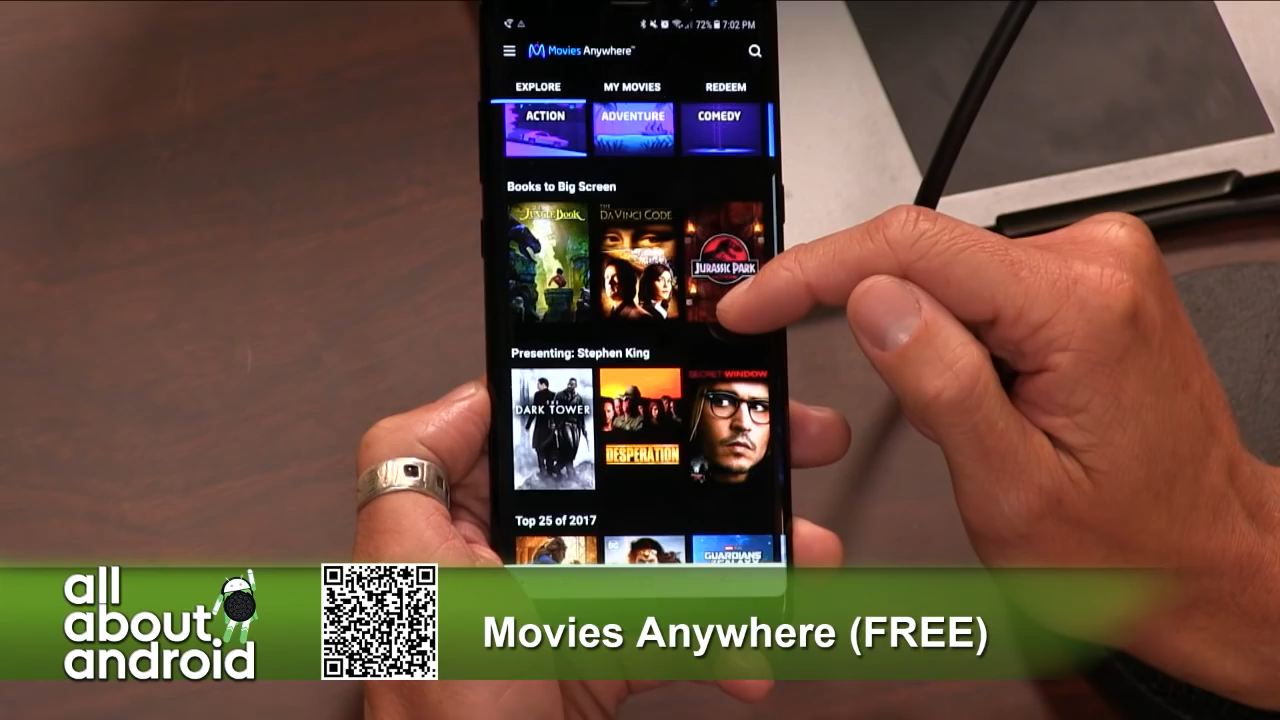 72% 7:02 PM
Movies Anywhere™
EXPLORE MY MOVIES REDEEM
ACTION ADVENTURE COMEDY
Books to Big Screen
THE JUNGLE BOOK
THE DA VINCI CODE
JURASSIC PARK
Presenting: Stephen King
THE DARK TOWER
DESPERATION
SECRET WINDOW
Top 25 of 2017
GUARDIANS
all about android
Movies Anywhere (FREE)